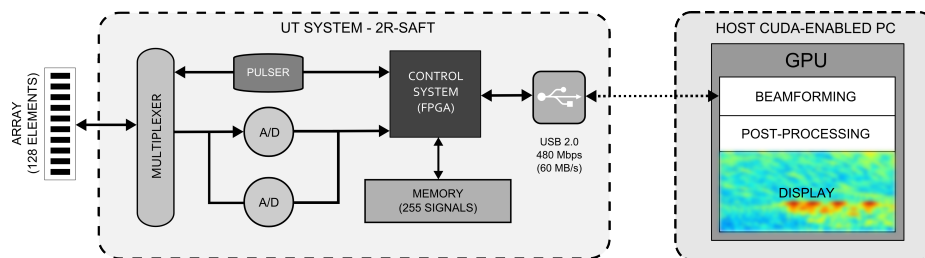 UT SYSTEM - 2R-SAFT
HOST CUDA-ENABLED PC
ARRAY
(128 ELEMENTS)
MULTIPLEXER
PULSER
A/D
A/D
CONTROL
SYSTEM
(FPGA)
MEMORY
(255 SIGNALS)
USB 2.0
480 Mbps
(60 MB/s)
GPU
BEAMFORMING
POST-PROCESSING
DISPLAY